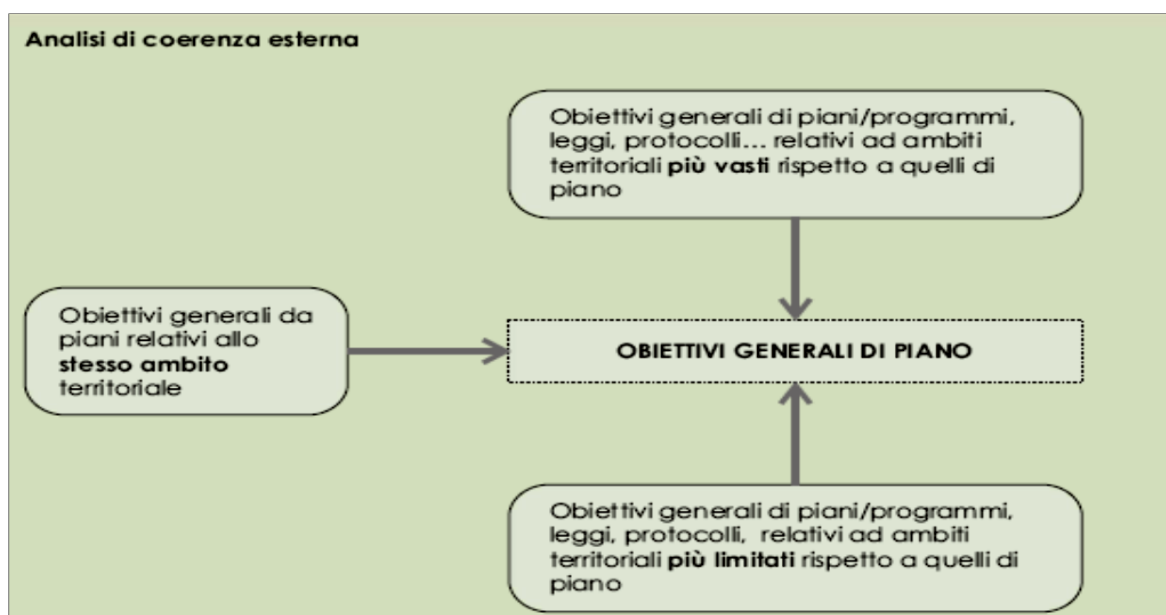 Analisi di coerenza esterna
Obiettivi generali di piani/programmi,
leggi, protocolli... relativi ad ambiti
territoriali più vasti rispetto a quelli di
piano
Obiettivi generali da
piani relativi allo
stesso ambito
territoriale
OBIETTIVI GENERALI DI PIANO
Obiettivi generali di piani/programmi,
leggi, protocolli, relativi ad ambiti
territoriali più limitati rispetto a quelli di
piano